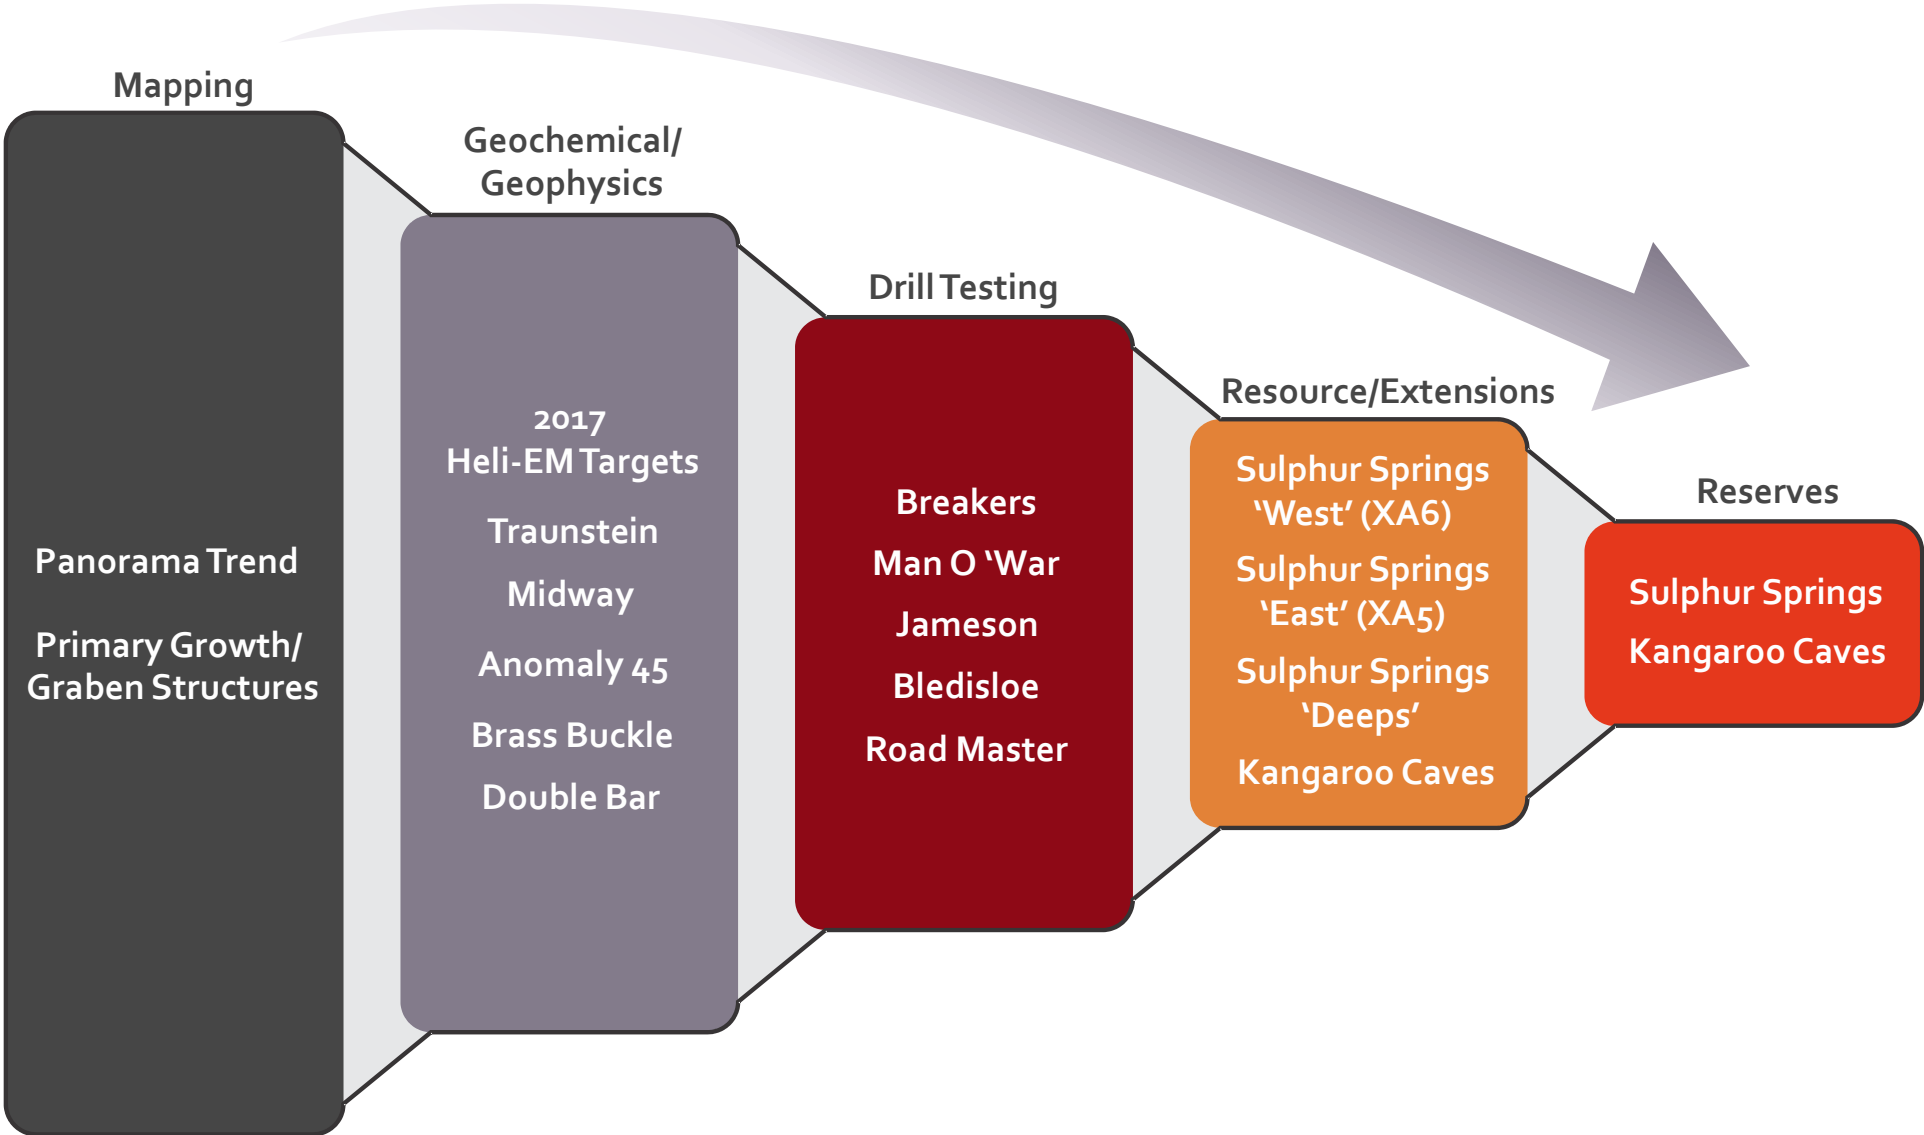 Mapping
Panorama Trend
Primary Growth/
Graben Structures
Geochemical/
Geophysics
2017
Heli-EM Targets
Traunstein
Midway
Anomaly 45
Brass Buckle
Double Bar
Drill Testing
Breakers
Man O ‘War
Jameson
Bledisloe
Road Master
Resource/Extensions
Sulphur Springs
‘West’ (XA6)
Sulphur Springs
‘East’ (XA5)
Sulphur Springs
‘Deeps’
Kangaroo Caves
Reserves
Sulphur Springs
Kangaroo Caves